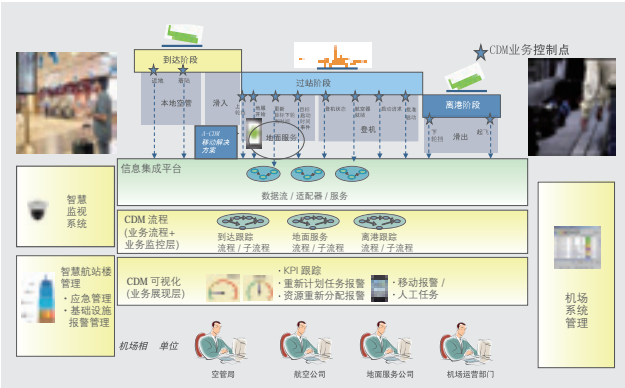 CDM业务控制点
到达阶段
过站阶段
离港阶段
落地
着陆
本地空管
滑入
地面服务
登机
下
轮挡
滑出
起飞
A-CDM
移动解决
方案
信息集成平台
数据流 / 适配器 / 服务
智慧
监视
系统
CDM 流程
(业务流程+
业务监控层)
到达跟踪
流程 / 子流程
地面服务
流程 / 子流程
离港跟踪
流程 / 子流程
智慧航站楼
管理
· 应急管理
· 基础设施
报警管理
CDM 可视化
(业务展现层)
· KPI 跟踪
· 重新计划任务报警
· 资源重新分配报警
· 移动报警 /
· 人工任务
机场
系统
管理
机场相 单位
空管局
航空公司
地面服务公司
机场运营部门